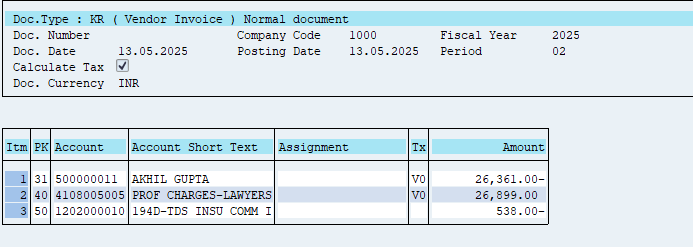 Doc.Type : KR ( Vendor Invoice ) Normal document
Doc. Number Company Code 1000 Fiscal Year 2025
Doc. Date 13.05.2025 Posting Date 13.05.2025 Period 02
Calculate Tax
Doc. Currency INR
Itm PK Account Account Short Text Assignment Tx Amount
1 31 500000011 AKHIL GUPTA V0 26,361.00-
2 40 4108005005 PROF CHARGES-LAWYERS V0 26,899.00
3 50 1202000010 194D-TDS INSU COMM I 538.00-